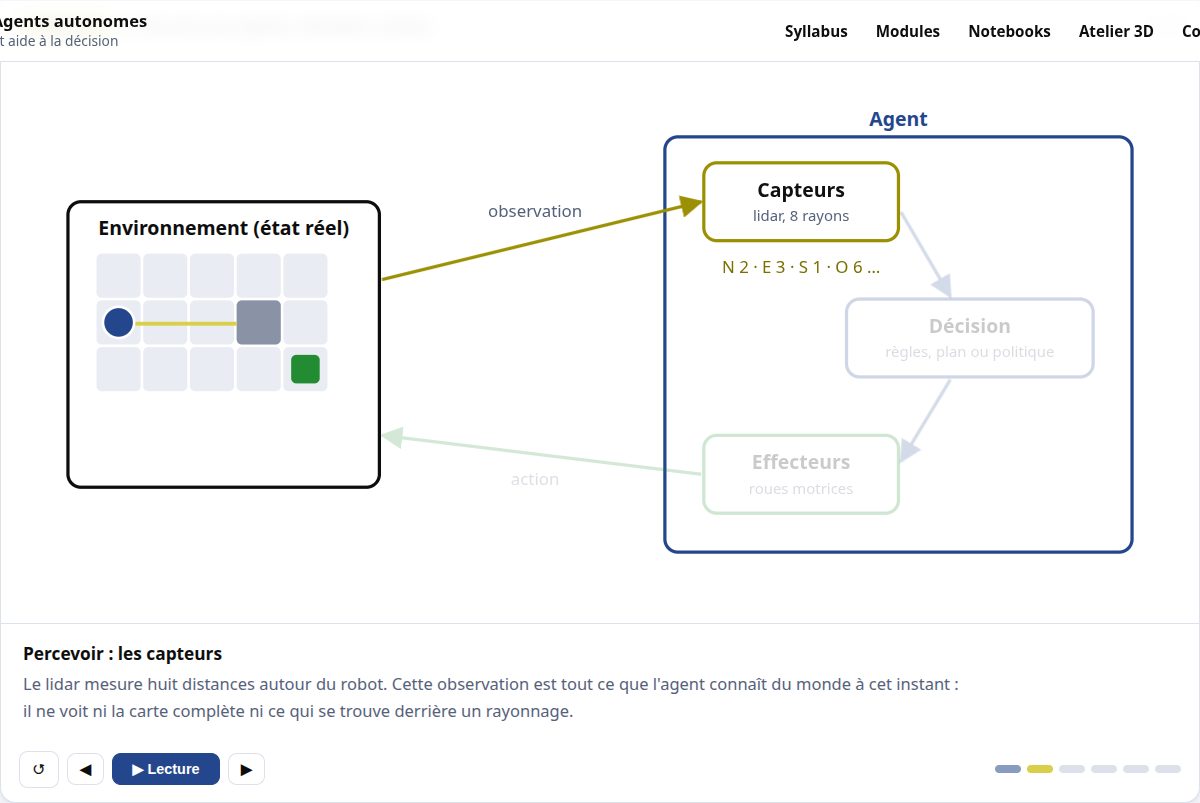 Agents autonomes
t aide à la décision
Syllabus
Modules
Notebooks
Atelier 3D
Co
Agent
Environnement (état réel)
observation
Capteurs
lidar, 8 rayons
N 2 · E 3 · S 1 · O 6 ...
Décision
règles, plan ou politique
Effecteurs
roues motrices
action
Percevoir : les capteurs
Le lidar mesure huit distances autour du robot. Cette observation est tout ce que l'agent connaît du monde à cet instant :
il ne voit ni la carte complète ni ce qui se trouve derrière un rayonnage.
↺ ◀ ▶ Lecture ▶